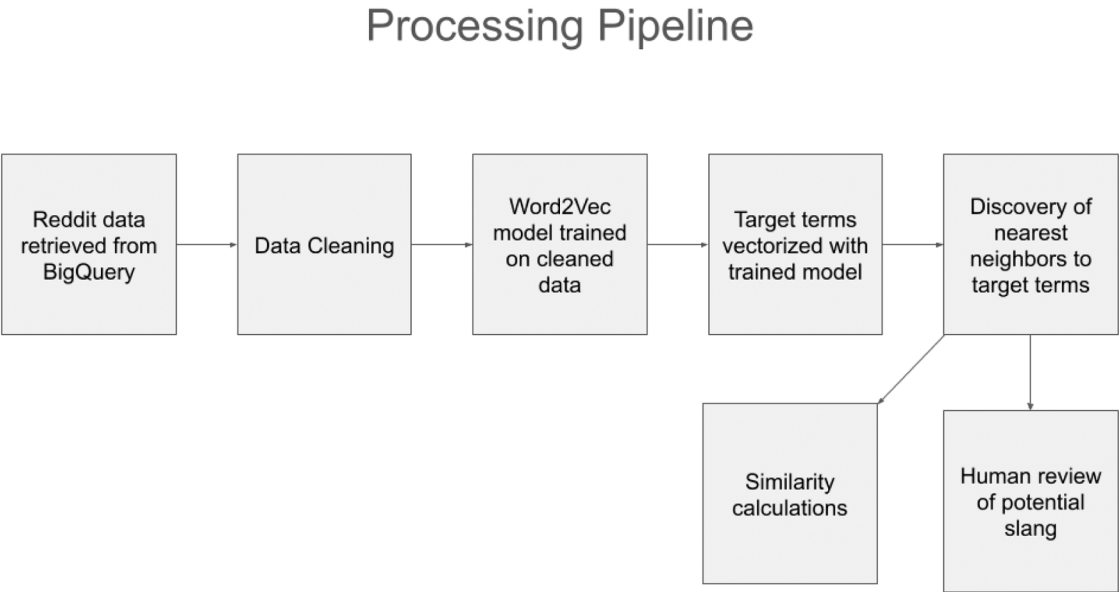 Processing Pipeline
Reddit data
retrieved from
BigQuery
Data Cleaning
Word2Vec
model trained
on cleaned
data
Target terms
vectorized with
trained model
Discovery of
nearest
neighbors to
target terms
Similarity
calculations
Human review
of potential
slang